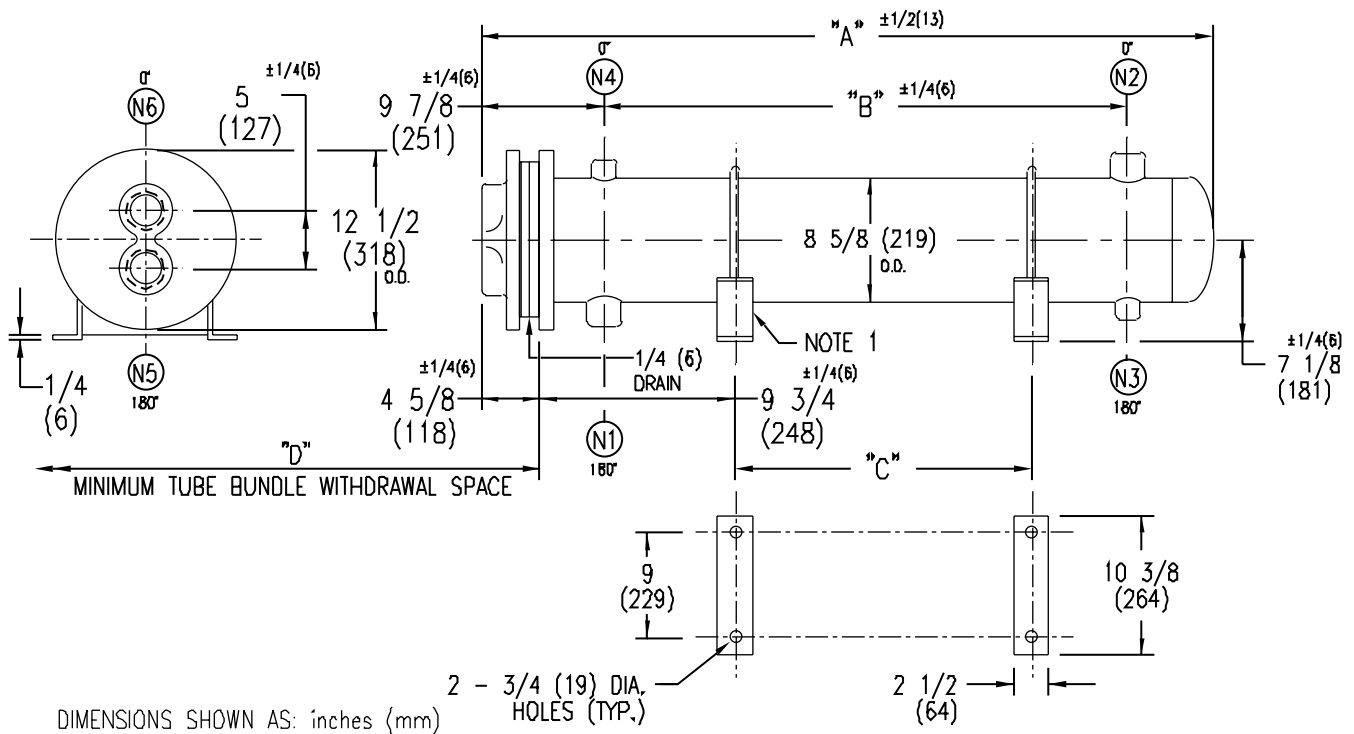 "A" ±1/2(13)
0°
N6
±1/4(6)
5
(127)
12 1/2
(318)
O.D.
N5
180°
1/4
(6)
±1/4(6)
9 7/8
(251)
0°
N4
0°
N2
"B" ±1/4(6)
8 5/8 (219)
O.D.
NOTE 1
1/4 (6)
DRAIN
±1/4(6)
4 5/8
(118)
±1/4(6)
9 3/4
(248)
N1
180°
N3
180°
±1/4(6)
7 1/8
(181)
"D"
MINIMUM TUBE BUNDLE WITHDRAWAL SPACE
"C"
9
(229)
10 3/8
(264)
2 - 3/4 (19) DIA.
HOLES (TYP.)
2 1/2
(64)
DIMENSIONS SHOWN AS: inches (mm)